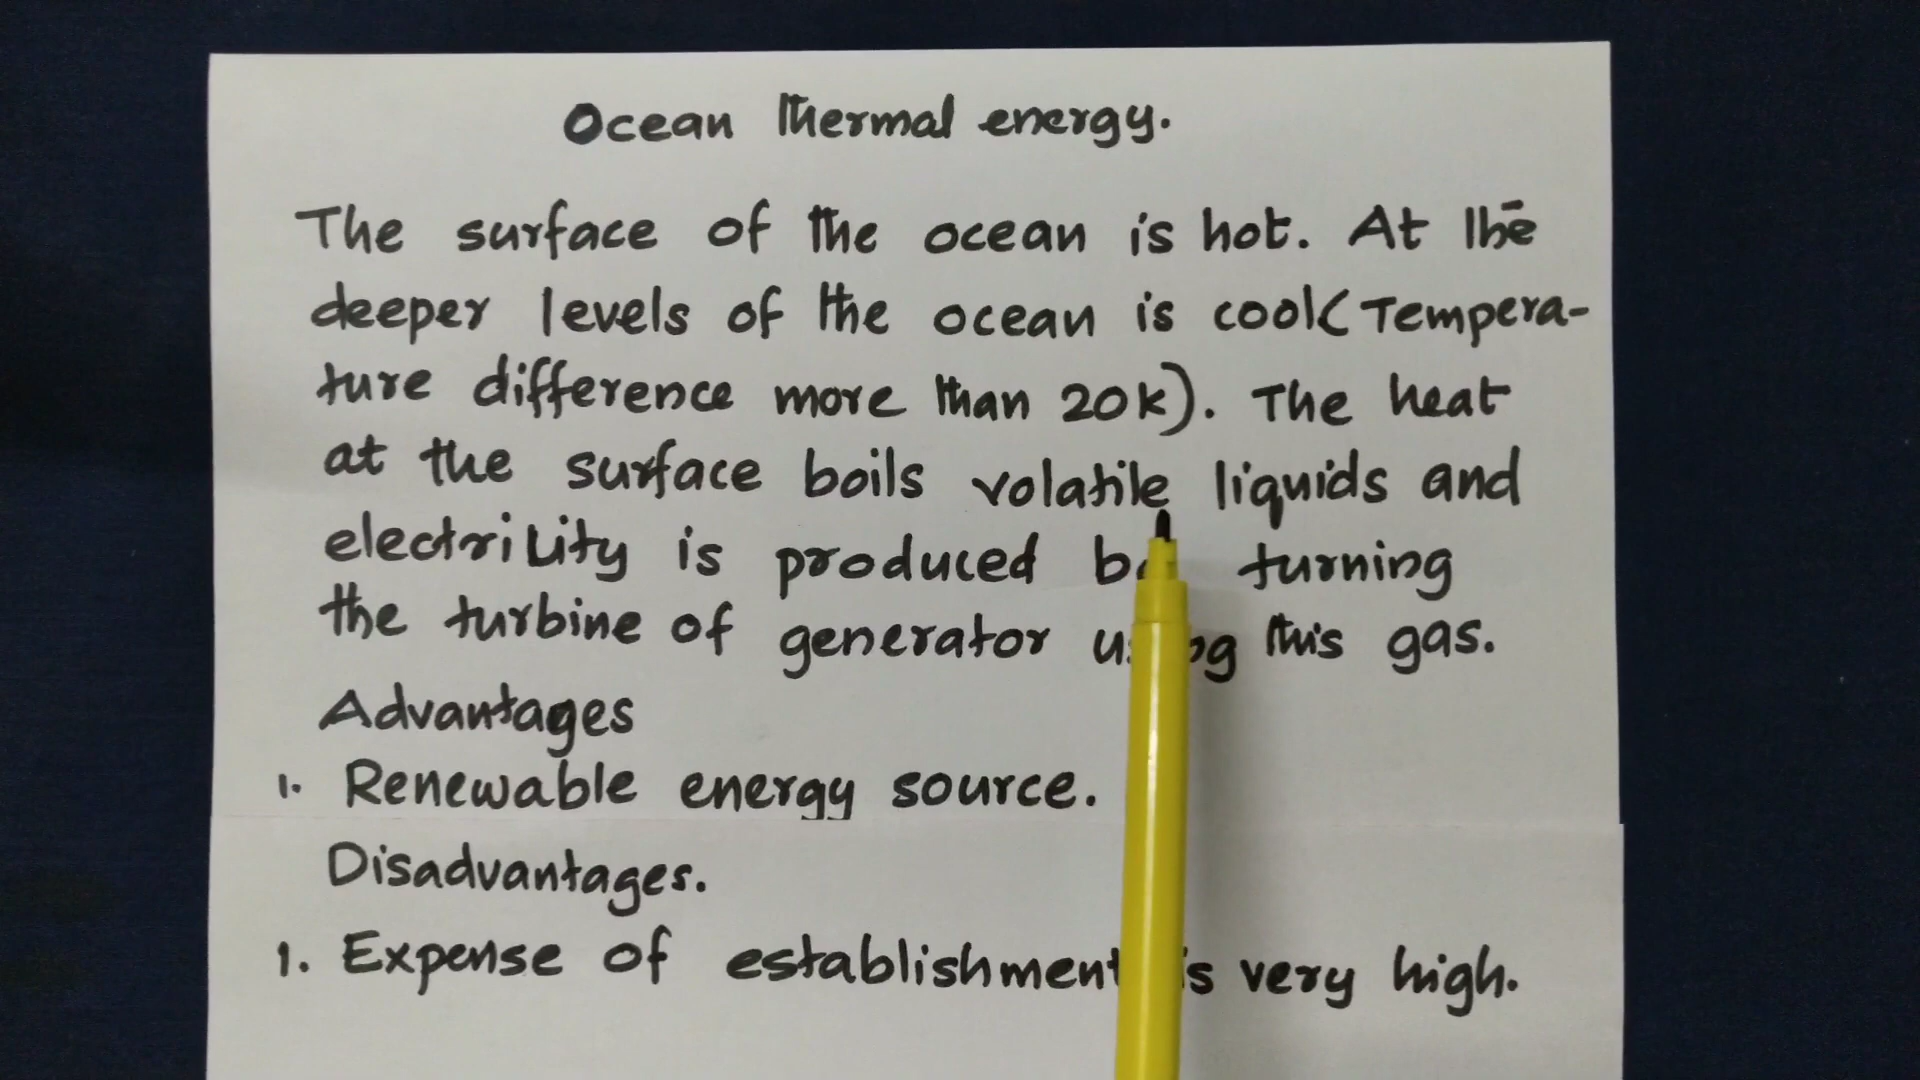 Ocean thermal energy.
The surface of the ocean is hot. At the
deeper levels of the ocean is cool (Tempera-
ture difference more than 20K). The heat
at the surface boils volatile liquids and
electricity is produced turning
the turbine of generator this gas.
Advantages
1. Renewable energy source.
Disadvantages.
1. Expense of establishment is very high.